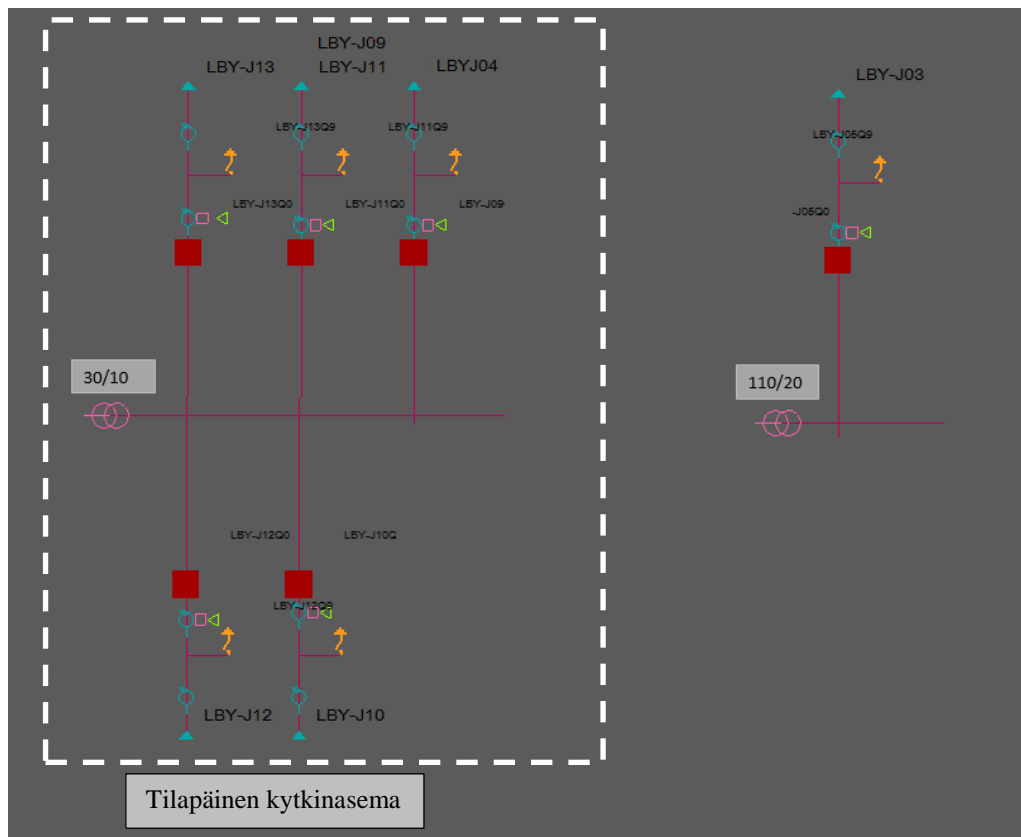 LBY-J09
LBY-J13
LBY-J11
LBYJ04
LBY-J03
LBY-J13Q9
LBY-J11Q9
LBY-J05Q9
LBY-J13Q0
LBY-J11Q0
LBY-J09
-J05Q0
30/10
110/20
LBY-J12Q0
LBY-J10Q
LBY-J12Q9
LBY-J12
LBY-J10
Tilapäinen kytkinasema